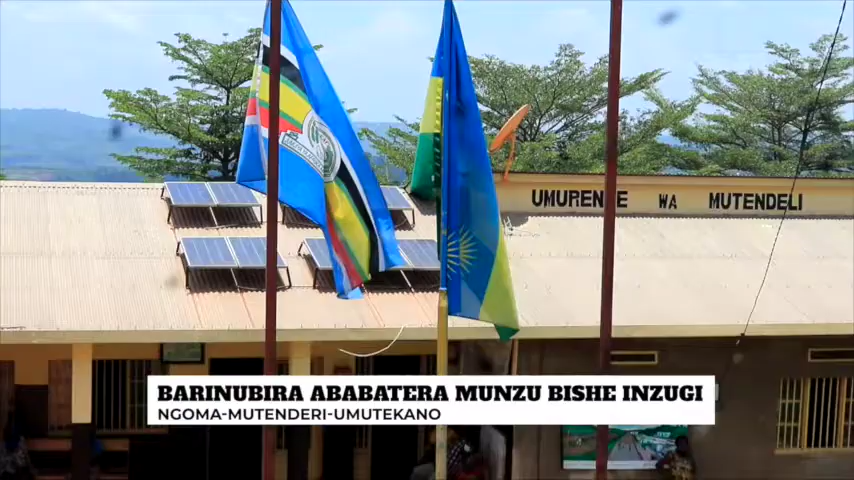 UMURENGE WA MUTENDELI
BARINUBIRA ABABATERA MUNZU BISHE INZUGI
NGOMA-MUTENDERI-UMUTEKANO